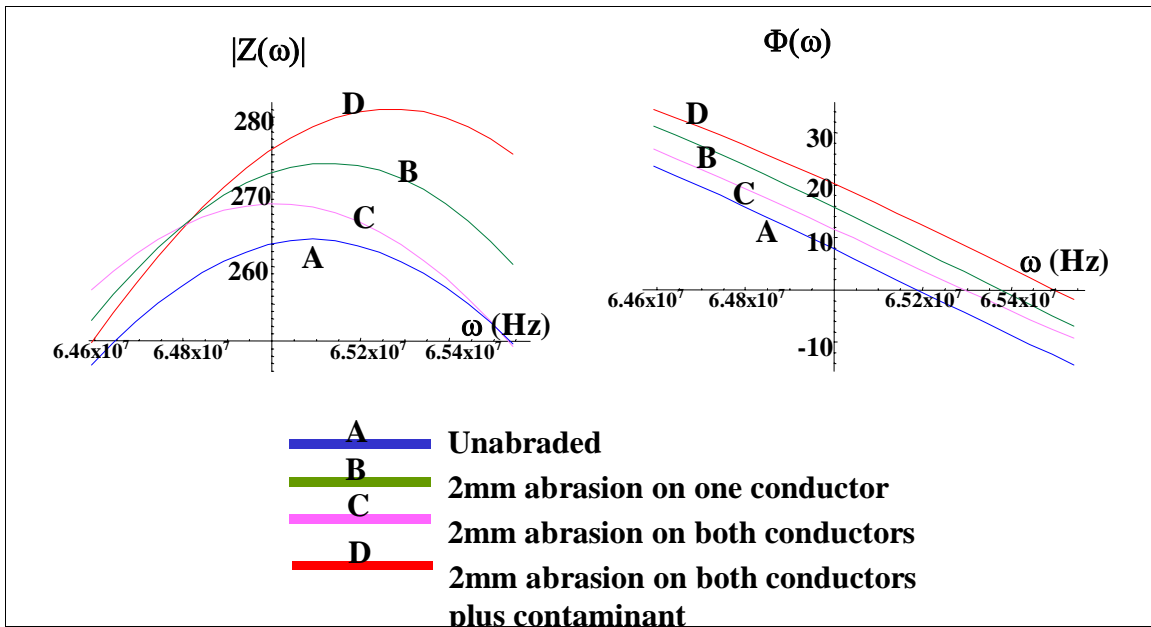 |Z(ω)|
D
280
B
270
C
A
260
ω (Hz)
6.46x10⁷ 6.48x10⁷ 6.52x10⁷ 6.54x10⁷
Φ(ω)
D
30
B
20
C
A
10
ω (Hz)
6.46x10⁷ 6.48x10⁷ 6.52x10⁷ 6.54x10⁷
-10
A Unabraded
B 2mm abrasion on one conductor
C 2mm abrasion on both conductors
D 2mm abrasion on both conductors
plus contaminant